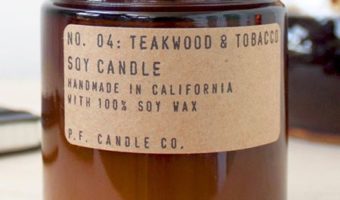 NO. 04: TEAKWOOD & TOBACCO
SOY CANDLE
HANDMADE IN CALIFORNIA
WITH 100% SOY WAX
P.F. CANDLE CO.